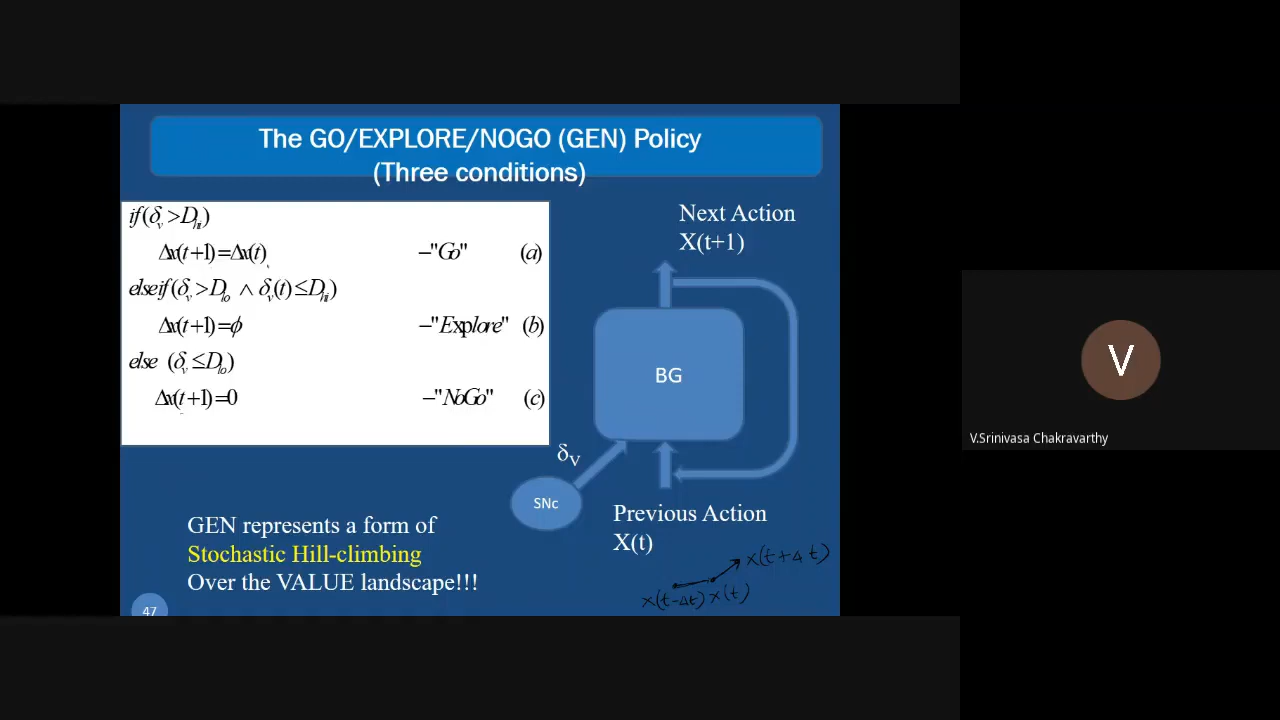 The GO/EXPLORE/NOGO (GEN) Policy
(Three conditions)
if(δ_v > D_hi)
Δx(t+1)=Δx(t) −"Go" (a)
elseif(δ_v > D_lo ∧ δ_v(t) ≤ D_hi)
Δx(t+1)=ϕ −"Explore" (b)
else (δ_v ≤ D_lo)
Δx(t+1)=0 −"NoGo" (c)
Next Action
X(t+1)
BG
δ_V
SNc
Previous Action
X(t)
GEN represents a form of
Stochastic Hill-climbing
Over the VALUE landscape!!!
x(t+Δt)
x(t-Δt) x(t)
47
V
V.Srinivasa Chakravarthy